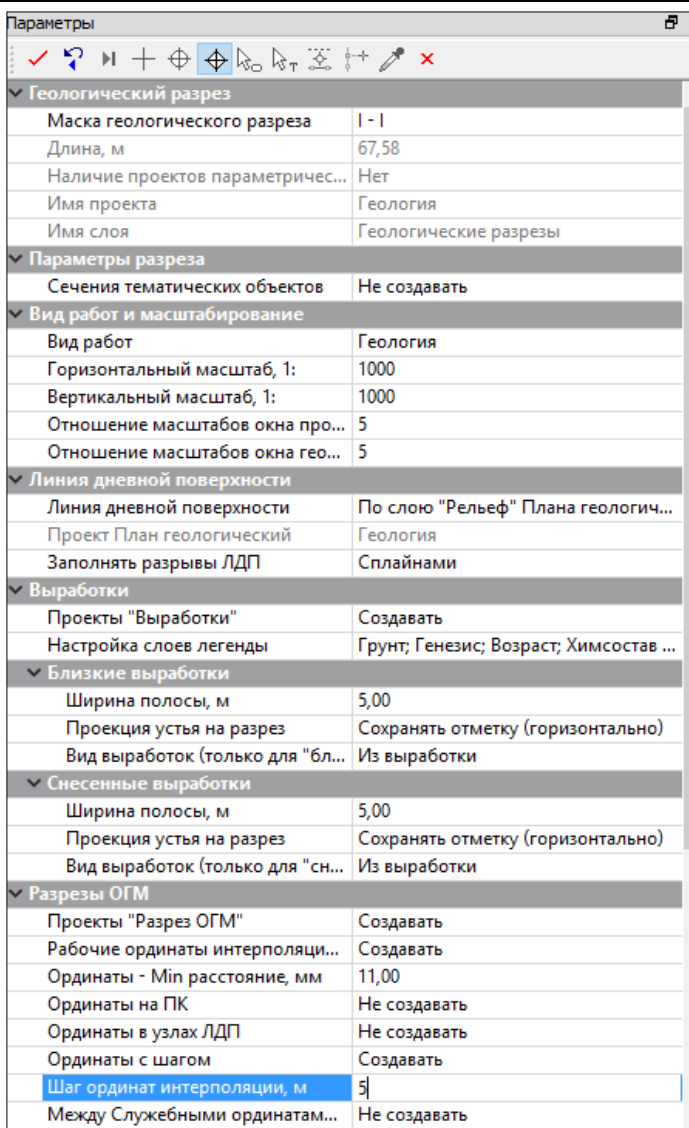 Параметры
Геологический разрез
Маска геологического разреза I - I
Длина, м 67,58
Наличие проектов параметричес... Нет
Имя проекта Геология
Имя слоя Геологические разрезы
Параметры разреза
Сечения тематических объектов Не создавать
Вид работ и масштабирование
Вид работ Геология
Горизонтальный масштаб, 1: 1000
Вертикальный масштаб, 1: 1000
Отношение масштабов окна про... 5
Отношение масштабов окна гео... 5
Линия дневной поверхности
Линия дневной поверхности По слою "Рельеф" Плана геологич...
Проект План геологический Геология
Заполнять разрывы ЛДП Сплайнами
Выработки
Проекты "Выработки" Создавать
Настройка слоев легенды Грунт; Генезис; Возраст; Химсостав ...
Близкие выработки
Ширина полосы, м 5,00
Проекция устья на разрез Сохранять отметку (горизонтально)
Вид выработок (только для "бл... Из выработки
Снесенные выработки
Ширина полосы, м 5,00
Проекция устья на разрез Сохранять отметку (горизонтально)
Вид выработок (только для "сн... Из выработки
Разрезы ОГМ
Проекты "Разрез ОГМ" Создавать
Рабочие ординаты интерполяци... Создавать
Ординаты - Min расстояние, мм 11,00
Ординаты на ПК Не создавать
Ординаты в узлах ЛДП Не создавать
Ординаты с шагом Создавать
Шаг ординат интерполяции, м 5
Между Служебными ординатам... Не создавать